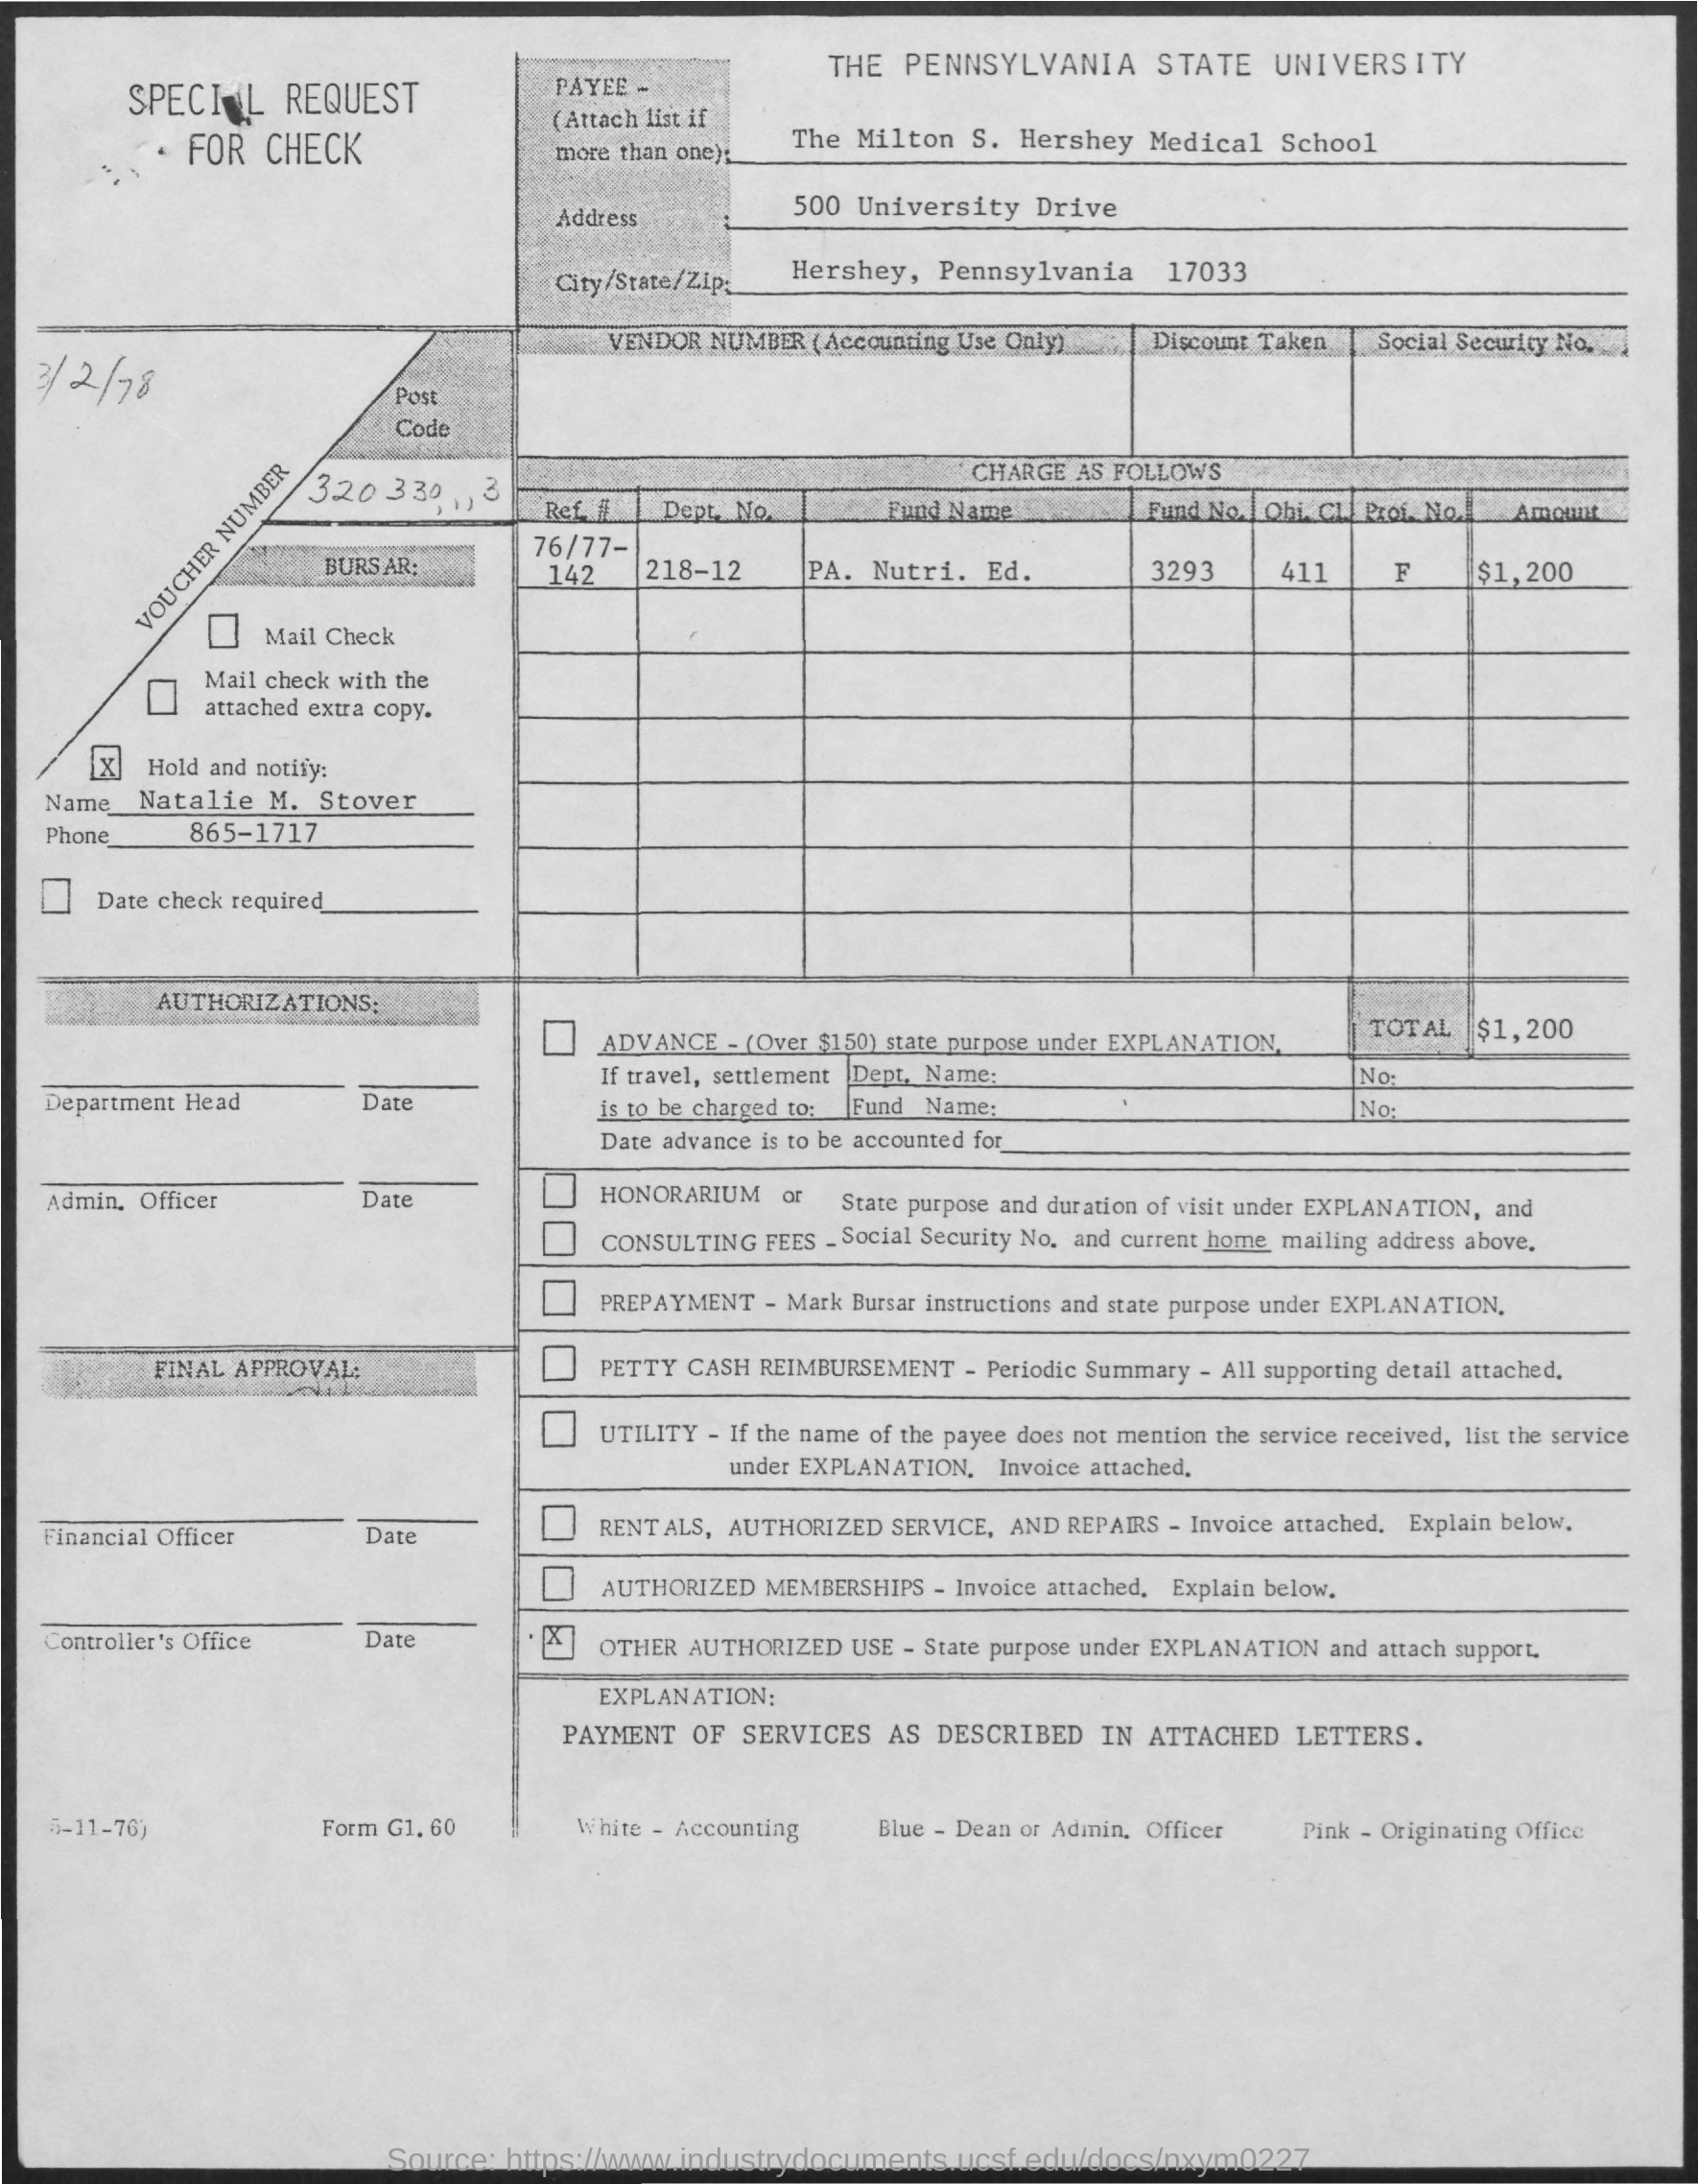 THE PENNSYLVANIA STATE UNIVERSITY
SPECIAL REQUEST
FOR CHECK
PAYEE -
(Attach list if
more than one):
The Milton S. Hershey Medical School
Address : 500 University Drive
City/State/Zip: Hershey, Pennsylvania 17033
VENDOR NUMBER (Accounting Use Only) Discount Taken Social Security No.
3/2/78
Post
Code
VOUCHER NUMBER
320330,,,3
CHARGE AS FOLLOWS
Ref. # Dept. No. Fund Name Fund No. Obj. Cl. Proj. No. Amount
76/77-
142 218-12 PA. Nutri. Ed. 3293 411 F $1,200
BURSAR:
Mail Check
Mail check with the
attached extra copy.
X Hold and notify:
Name Natalie M. Stover
Phone 865-1717
Date check required
AUTHORIZATIONS:
Department Head Date
Admin. Officer Date
FINAL APPROVAL:
Financial Officer Date
Controller's Office Date
TOTAL $1,200
ADVANCE - (Over $150) state purpose under EXPLANATION.
If travel, settlement Dept. Name: No:
is to be charged to: Fund Name: No:
Date advance is to be accounted for
HONORARIUM or State purpose and duration of visit under EXPLANATION, and
CONSULTING FEES - Social Security No. and current home mailing address above.
PREPAYMENT - Mark Bursar instructions and state purpose under EXPLANATION.
PETTY CASH REIMBURSEMENT - Periodic Summary - All supporting detail attached.
UTILITY - If the name of the payee does not mention the service received, list the service
under EXPLANATION. Invoice attached.
RENTALS, AUTHORIZED SERVICE, AND REPAIRS - Invoice attached. Explain below.
AUTHORIZED MEMBERSHIPS - Invoice attached. Explain below.
X OTHER AUTHORIZED USE - State purpose under EXPLANATION and attach support.
EXPLANATION:
PAYMENT OF SERVICES AS DESCRIBED IN ATTACHED LETTERS.
5-11-76) Form G1.60 White - Accounting Blue - Dean or Admin. Officer Pink - Originating Office
Source: https://www.industrydocuments.ucsf.edu/docs/nxym0227